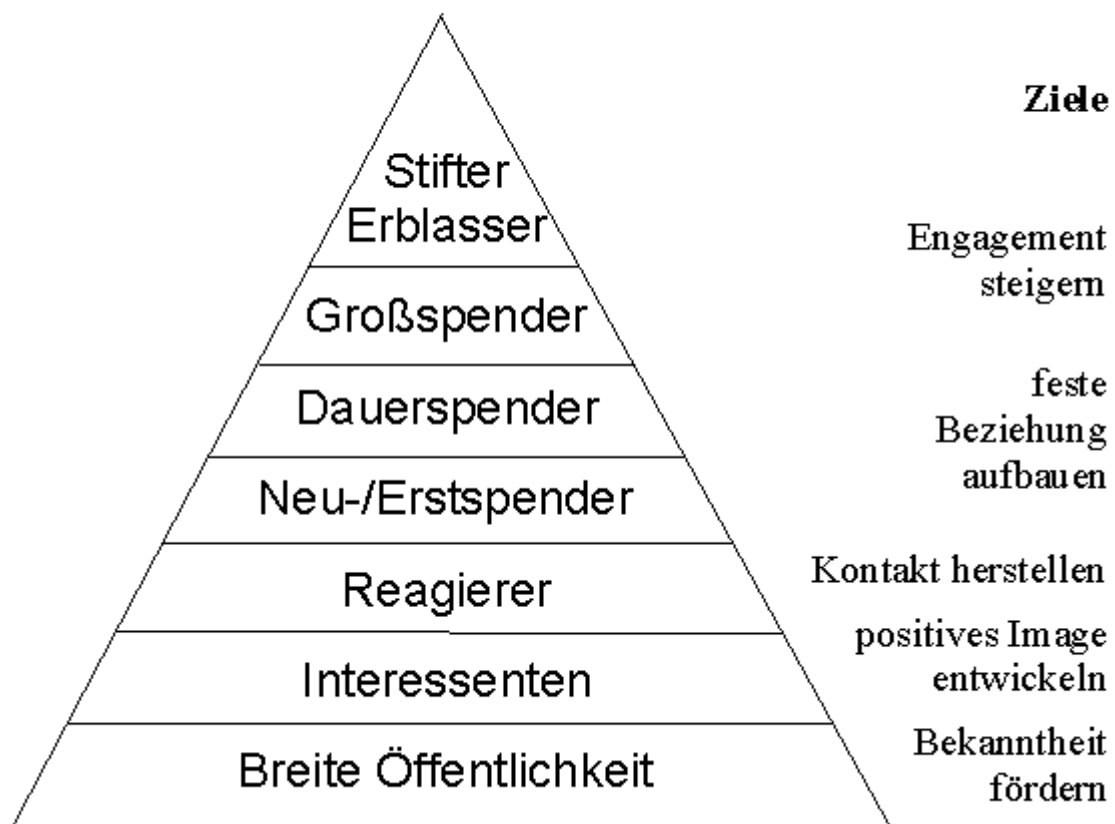 Ziele
Stifter
Erblasser
Engagement
steigern
Großspender
Dauerspender
feste
Beziehung
aufbauen
Neu-/Erstspender
Reagierer
Kontakt herstellen
Interessenten
positives Image
entwickeln
Breite Öffentlichkeit
Bekanntheit
fördern